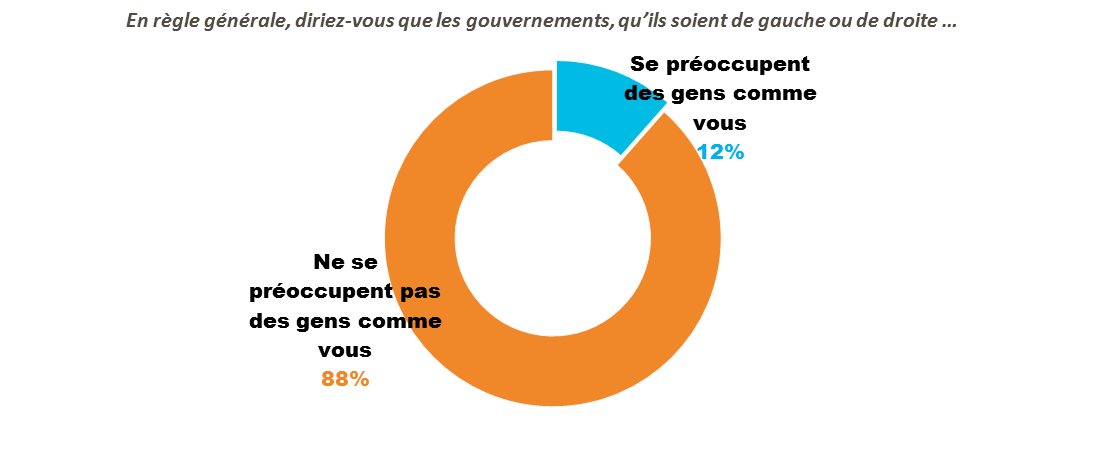 En règle générale, diriez-vous que les gouvernements, qu'ils soient de gauche ou de droite ...
Se préoccupent
des gens comme
vous
12%
Ne se
préoccupent pas
des gens comme
vous
88%